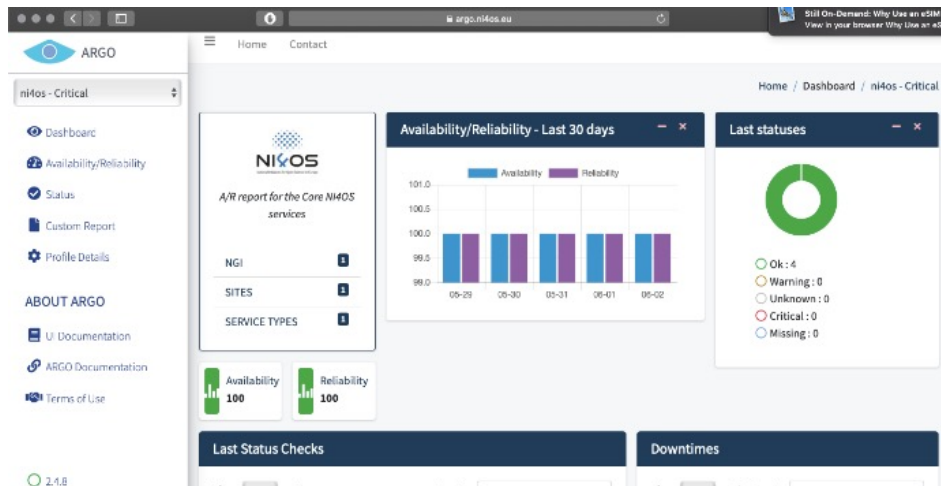 argo.ni4os.eu
Still On-Demand: Why Use an eSIM
View in your browser Why Use an eS
ARGO
Home Contact
ni4os - Critical
Home / Dashboard / ni4os - Critical
Dashboard
Availability/Reliability
Status
Custom Report
Profile Details
ABOUT ARGO
UI Documentation
ARGO Documentation
Terms of Use
2.4.8
NI4OS
A/R report for the Core NI4OS
services
NGI 1
SITES 1
SERVICE TYPES 1
Availability
100
Reliability
100
Availability/Reliability - Last 30 days
Availability Reliability
101.0
100.5
100.0
99.5
99.0
05-29 05-30 05-31 06-01 06-02
Last statuses
Ok : 4
Warning : 0
Unknown : 0
Critical : 0
Missing : 0
Last Status Checks
Downtimes